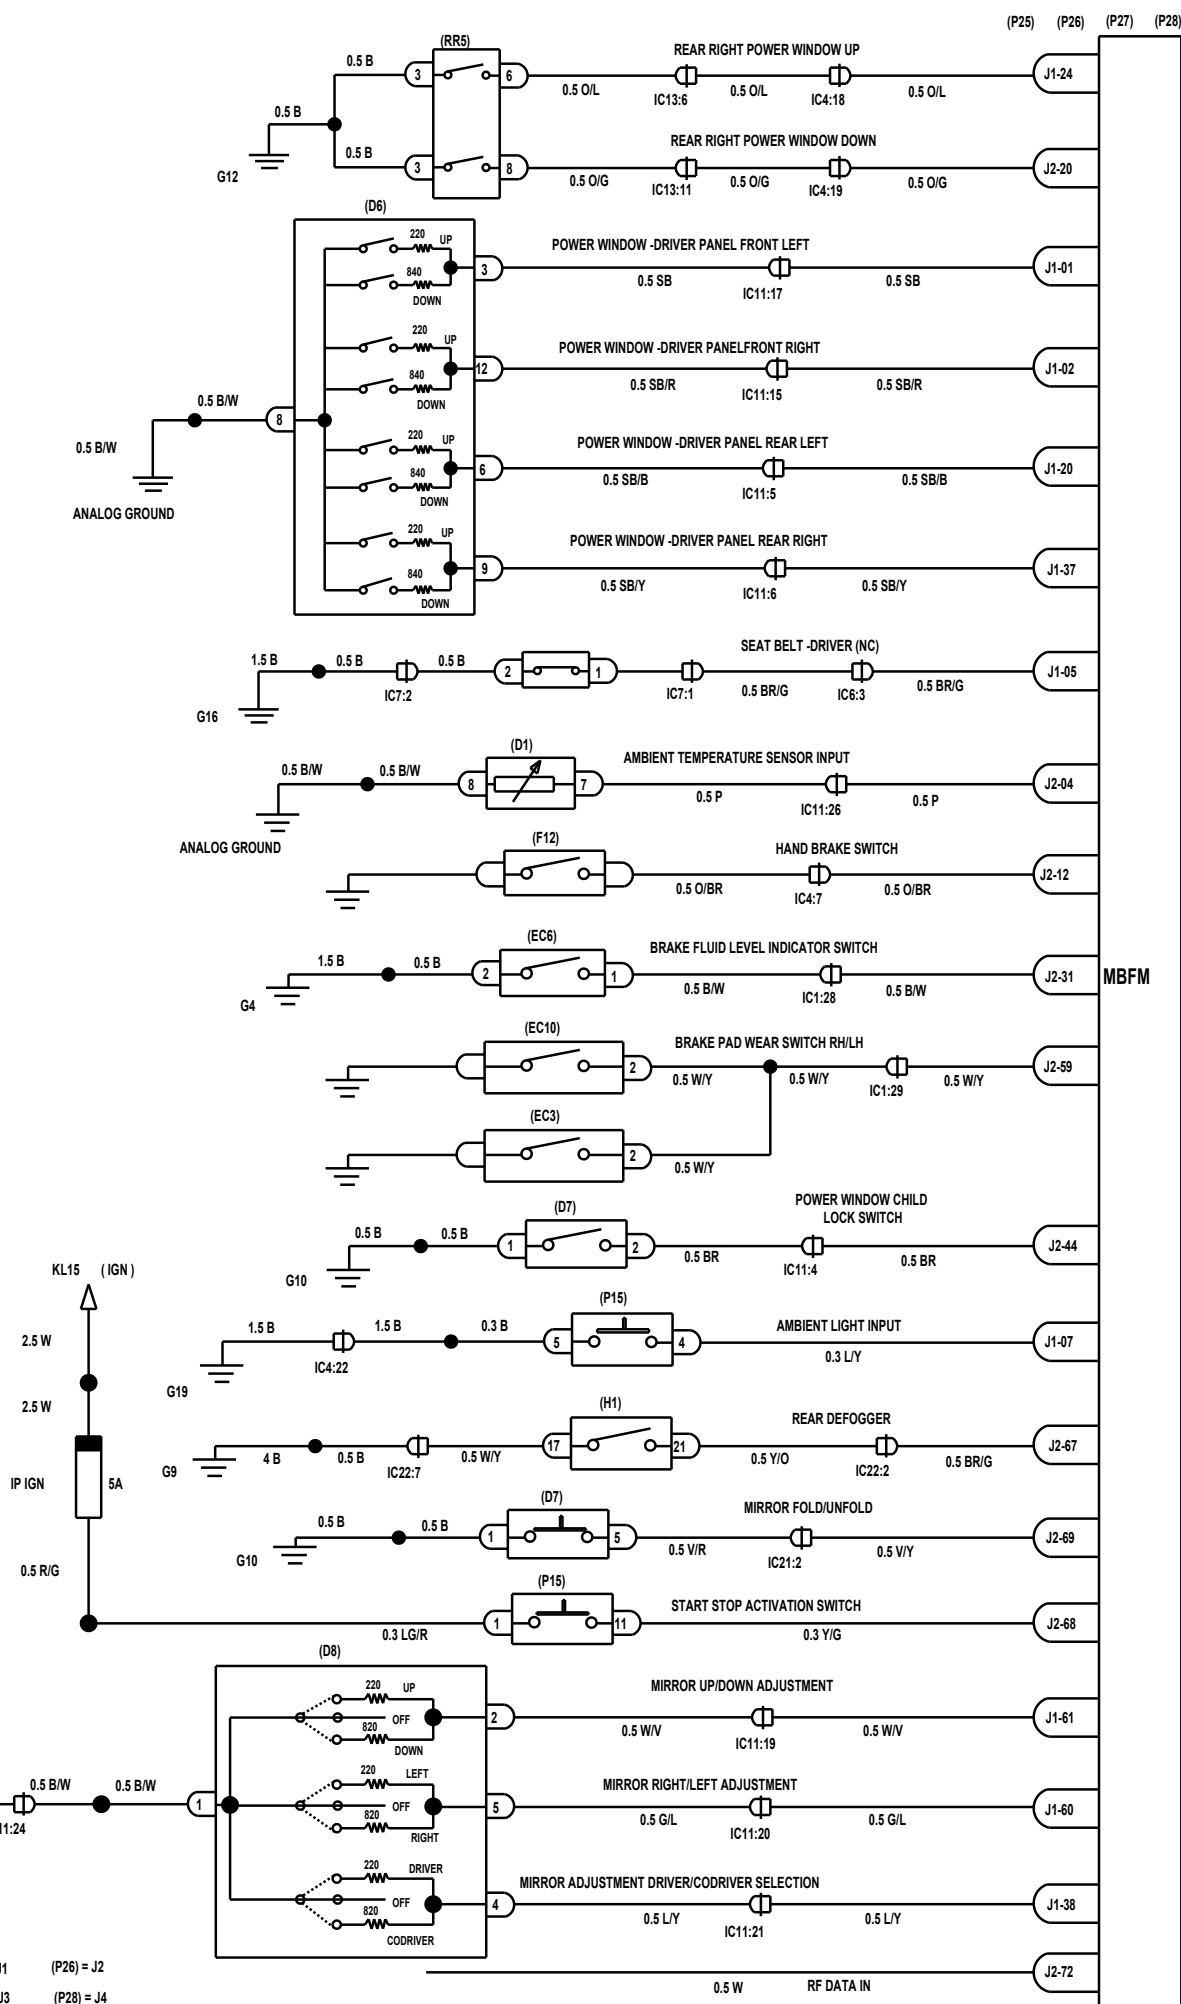 (P25) (P26) (P27) (P28)
(RR5)
REAR RIGHT POWER WINDOW UP
0.5 B
3
6
J1-24
0.5 O/L
IC13:6
0.5 O/L
IC4:18
0.5 O/L
0.5 B
REAR RIGHT POWER WINDOW DOWN
0.5 B
3
8
J2-20
G12
0.5 O/G
IC13:11
0.5 O/G
IC4:19
0.5 O/G
(D6)
220
UP
POWER WINDOW -DRIVER PANEL FRONT LEFT
840
3
J1-01
DOWN
0.5 SB
IC11:17
0.5 SB
220
UP
POWER WINDOW -DRIVER PANELFRONT RIGHT
840
12
J1-02
DOWN
0.5 SB/R
IC11:15
0.5 SB/R
0.5 B/W
8
0.5 B/W
220
UP
POWER WINDOW -DRIVER PANEL REAR LEFT
840
6
J1-20
DOWN
0.5 SB/B
IC11:5
0.5 SB/B
ANALOG GROUND
220
UP
POWER WINDOW -DRIVER PANEL REAR RIGHT
840
9
J1-37
DOWN
0.5 SB/Y
IC11:6
0.5 SB/Y
SEAT BELT -DRIVER (NC)
1.5 B
0.5 B
0.5 B
2
1
J1-05
IC7:2
IC7:1
0.5 BR/G
IC6:3
0.5 BR/G
G16
(D1)
AMBIENT TEMPERATURE SENSOR INPUT
0.5 B/W
0.5 B/W
8
7
J2-04
0.5 P
IC11:26
0.5 P
ANALOG GROUND
(F12)
HAND BRAKE SWITCH
J2-12
0.5 O/BR
IC4:7
0.5 O/BR
(EC6)
BRAKE FLUID LEVEL INDICATOR SWITCH
1.5 B
0.5 B
2
1
J2-31
MBFM
G4
0.5 B/W
IC1:28
0.5 B/W
(EC10)
BRAKE PAD WEAR SWITCH RH/LH
2
J2-59
0.5 W/Y
0.5 W/Y
IC1:29
0.5 W/Y
(EC3)
2
0.5 W/Y
(D7)
POWER WINDOW CHILD
LOCK SWITCH
0.5 B
0.5 B
1
2
J2-44
G10
0.5 BR
IC11:4
0.5 BR
KL15 ( IGN )
(P15)
AMBIENT LIGHT INPUT
2.5 W
1.5 B
1.5 B
0.3 B
5
4
J1-07
IC4:22
0.3 L/Y
G19
2.5 W
(H1)
REAR DEFOGGER
17
21
J2-67
G9
4 B
0.5 B
IC22:7
0.5 W/Y
0.5 Y/O
IC22:2
0.5 BR/G
IP IGN
5A
(D7)
MIRROR FOLD/UNFOLD
0.5 B
0.5 B
1
5
J2-69
G10
0.5 V/R
IC21:2
0.5 V/Y
0.5 R/G
(P15)
START STOP ACTIVATION SWITCH
1
11
J2-68
0.3 LG/R
0.3 Y/G
(D8)
220
UP
MIRROR UP/DOWN ADJUSTMENT
OFF
2
J1-61
820
DOWN
0.5 W/V
IC11:19
0.5 W/V
220
LEFT
MIRROR RIGHT/LEFT ADJUSTMENT
0.5 B/W
0.5 B/W
1
OFF
5
J1-60
11:24
820
RIGHT
0.5 G/L
IC11:20
0.5 G/L
220
DRIVER
MIRROR ADJUSTMENT DRIVER/CODRIVER SELECTION
OFF
4
J1-38
820
CODRIVER
0.5 L/Y
IC11:21
0.5 L/Y
J1
(P26) = J2
J2-72
0.5 W
RF DATA IN
J3
(P28) = J4